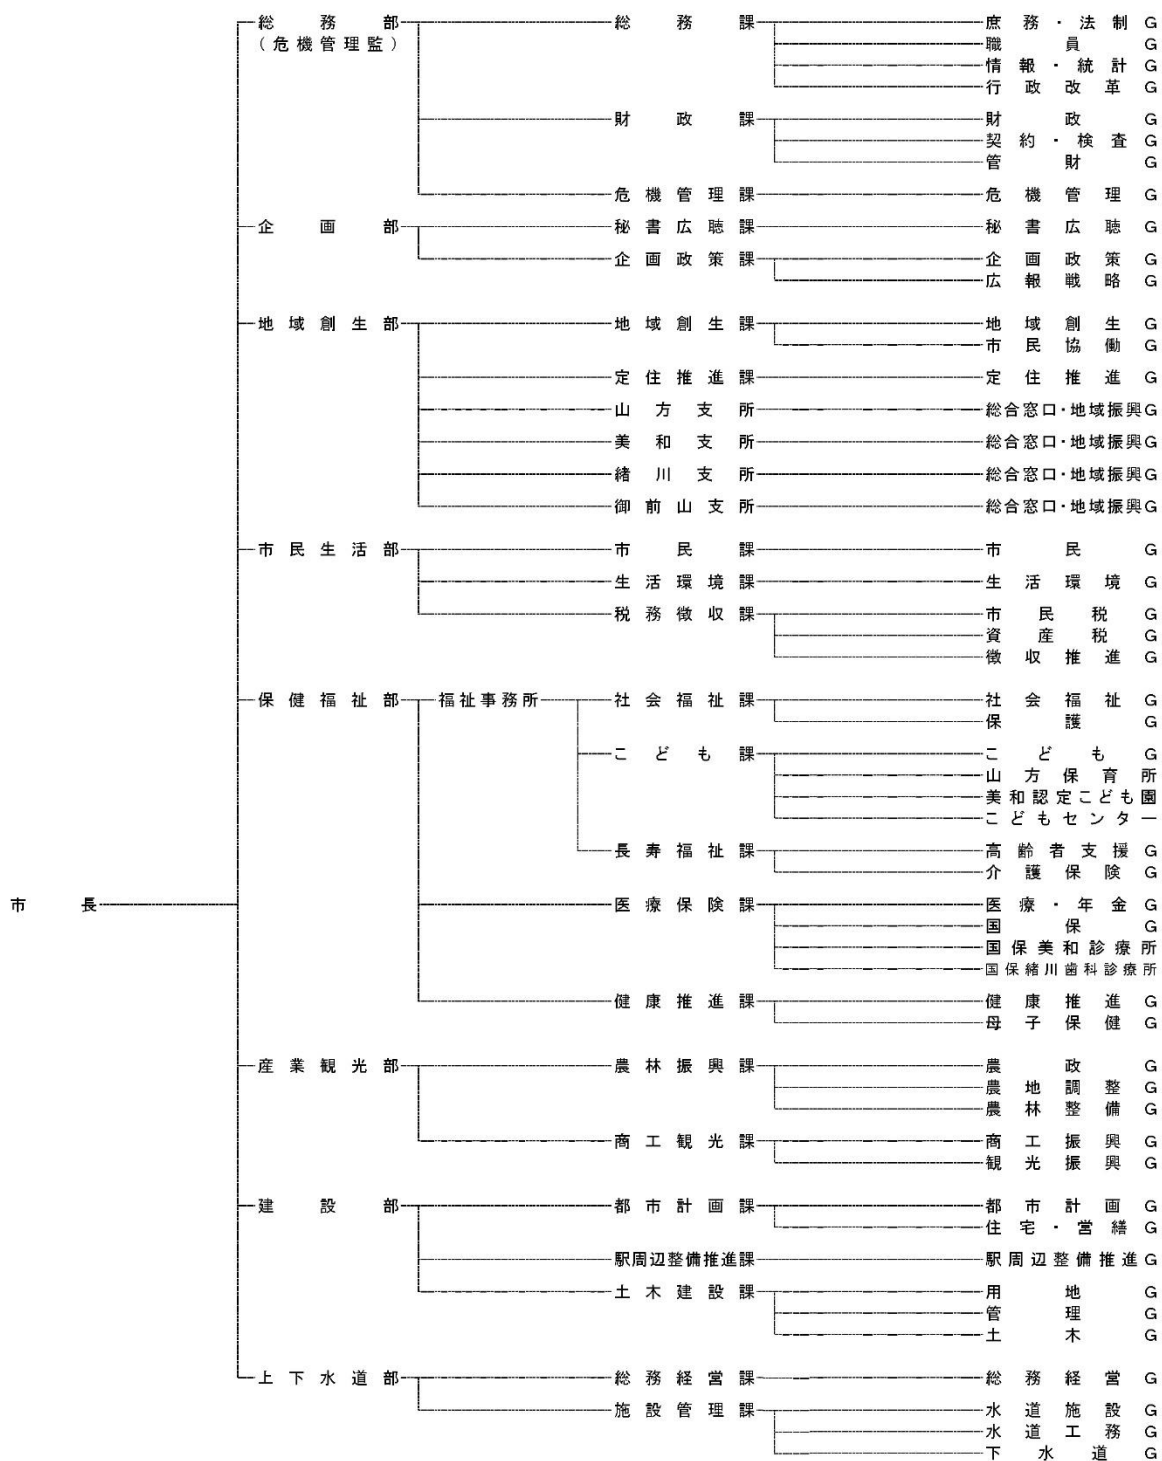 総務部 総務課 庶務・法制G
(危機管理監) 職員G
情報・統計G
行政改革G
財政課 財政G
契約・検査G
管財G
危機管理課 危機管理G
企画部 秘書広聴課 秘書広聴G
企画政策課 企画政策G
広報戦略G
地域創生部 地域創生課 地域創生G
市民協働G
定住推進課 定住推進G
山方支所 総合窓口・地域振興G
美和支所 総合窓口・地域振興G
緒川支所 総合窓口・地域振興G
御前山支所 総合窓口・地域振興G
市民生活部 市民課 市民G
生活環境課 生活環境G
税務徴収課 市民税G
資産税G
徴収推進G
保健福祉部 福祉事務所 社会福祉課 社会福祉G
保護G
こども課 こどもG
山方保育所
美和認定こども園
こどもセンター
長寿福祉課 高齢者支援G
介護保険G
市長 医療保険課 医療・年金G
国保G
国保美和診療所
国保緒川歯科診療所
健康推進課 健康推進G
母子保健G
産業観光部 農林振興課 農政G
農地調整G
農林整備G
商工観光課 商工振興G
観光振興G
建設部 都市計画課 都市計画G
住宅・営繕G
駅周辺整備推進課 駅周辺整備推進G
土木建設課 用地G
管理G
土木G
上下水道部 総務経営課 総務経営G
施設管理課 水道施設G
水道工務G
下水道G